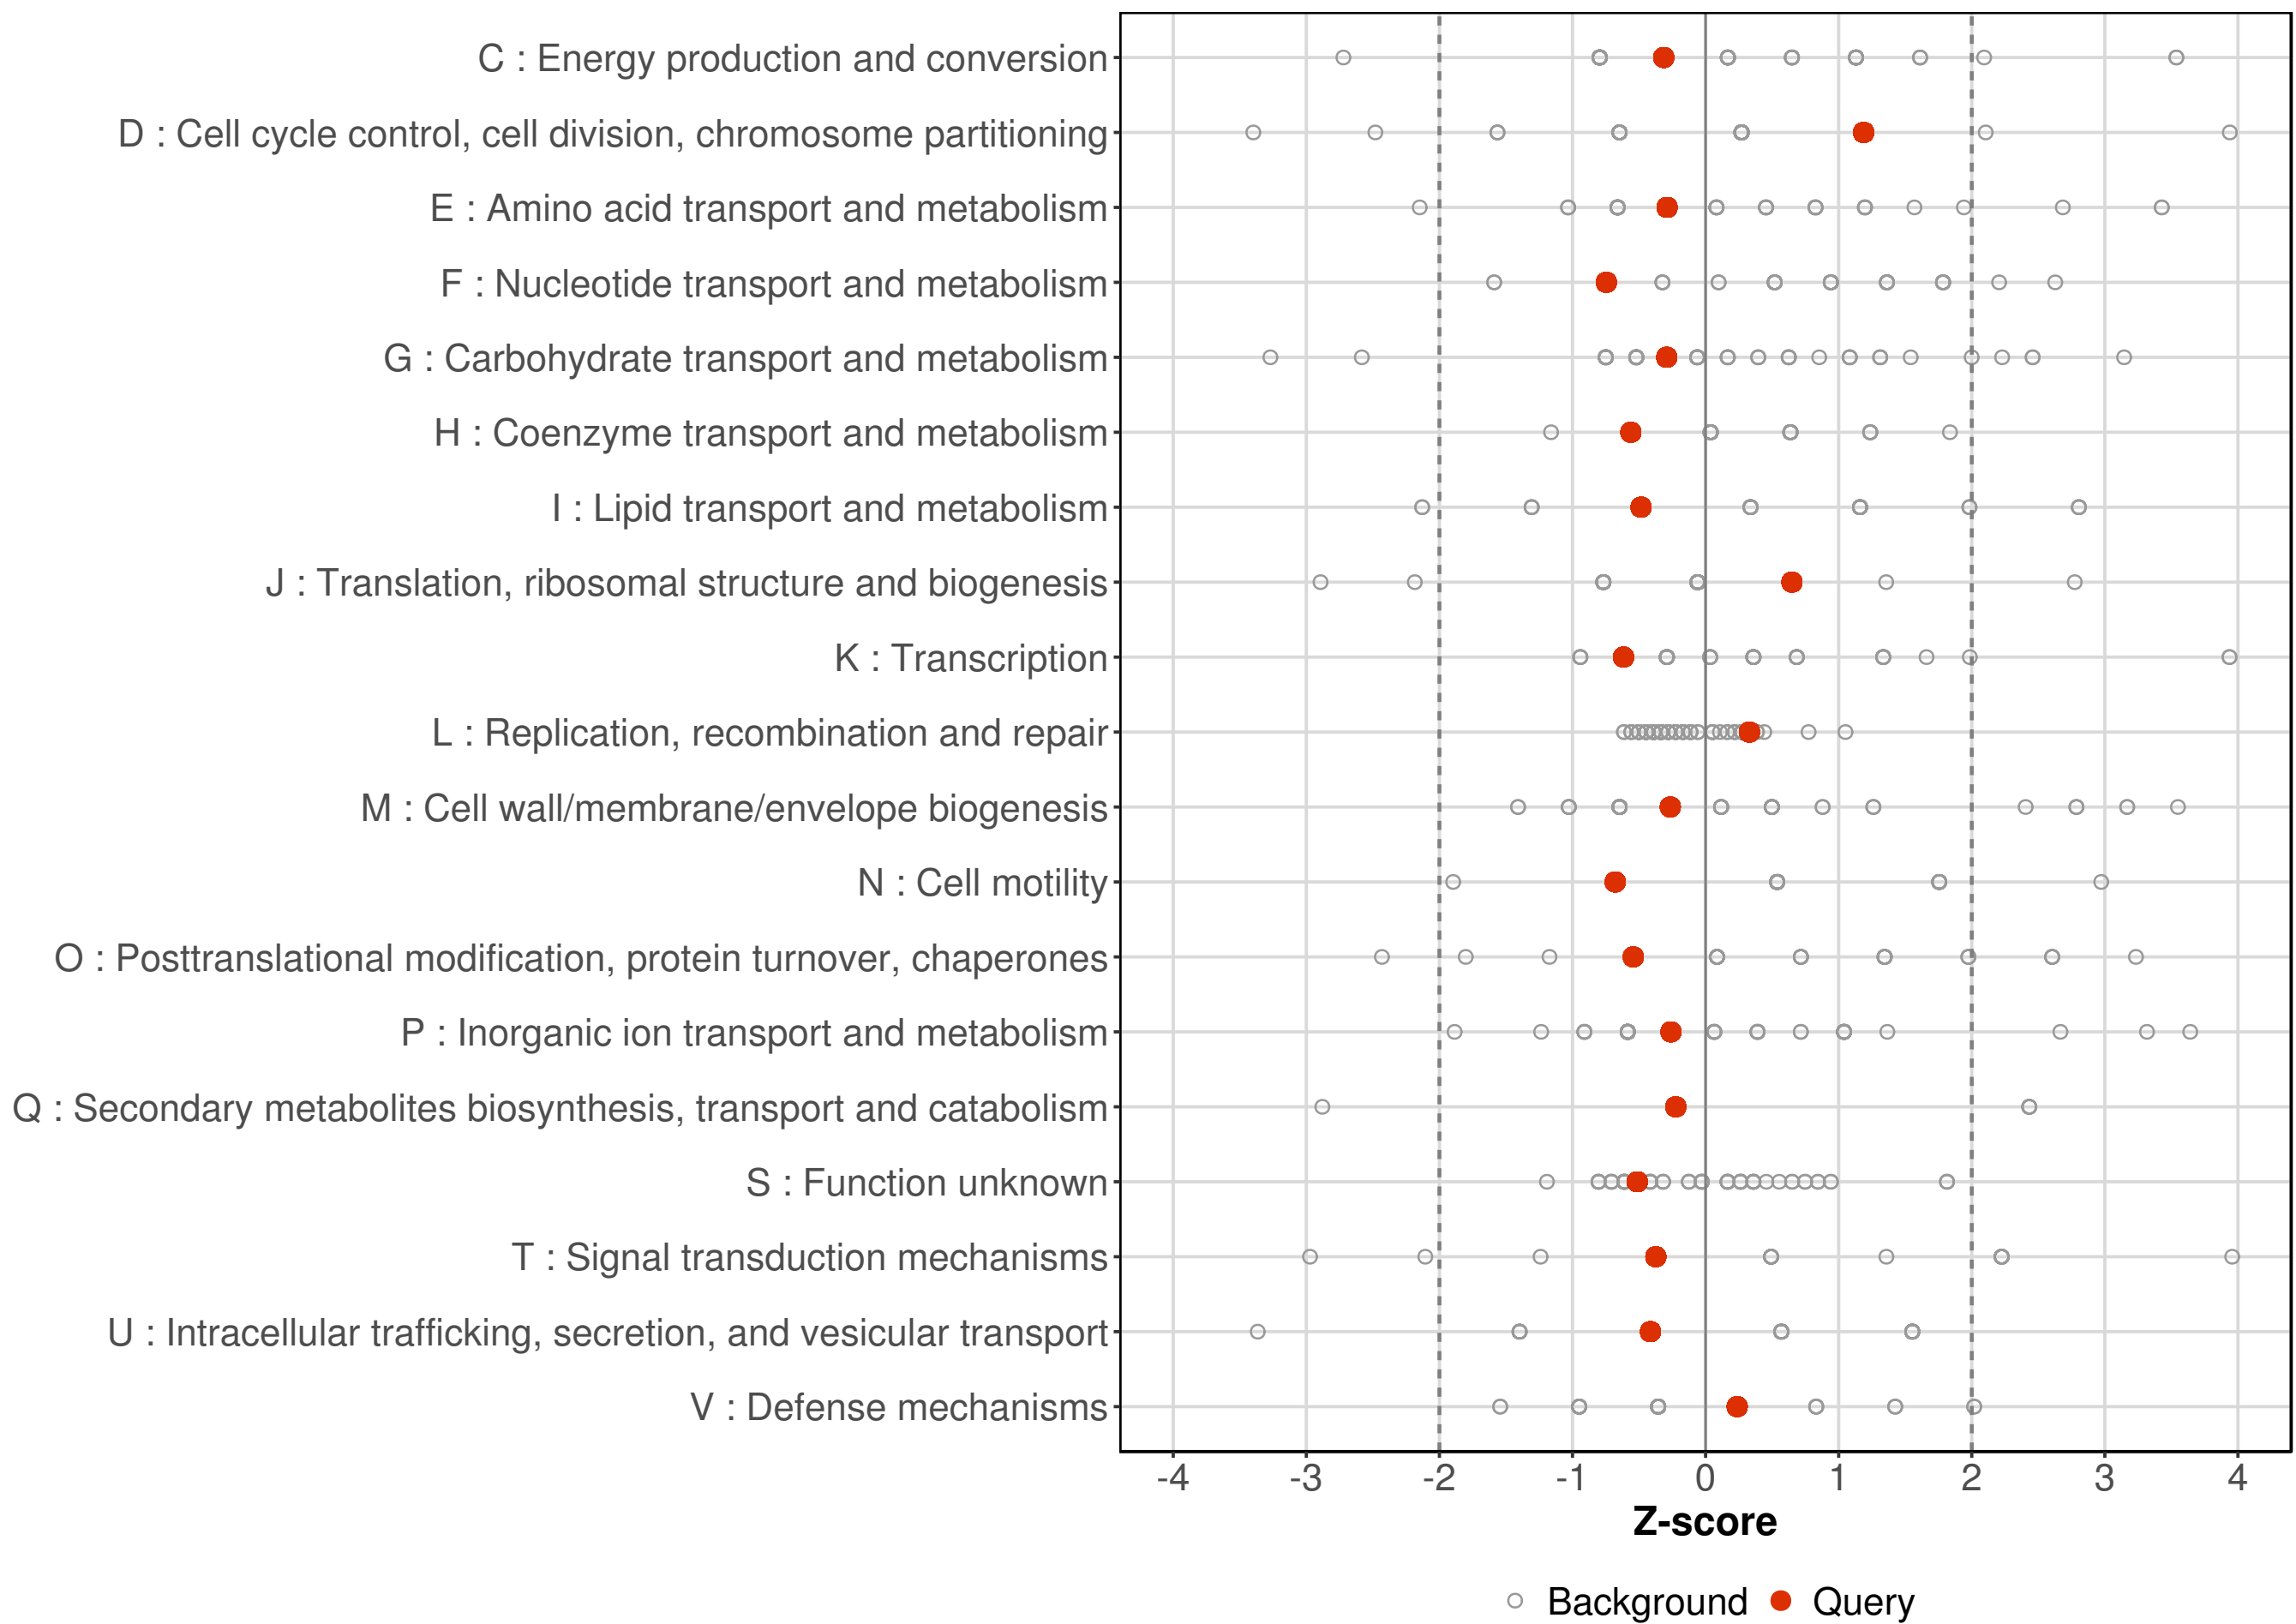 C : Energy production and conversion
D : Cell cycle control, cell division, chromosome partitioning
E : Amino acid transport and metabolism
F : Nucleotide transport and metabolism
G : Carbohydrate transport and metabolism
H : Coenzyme transport and metabolism
I : Lipid transport and metabolism
J : Translation, ribosomal structure and biogenesis
K : Transcription
L : Replication, recombination and repair
M : Cell wall/membrane/envelope biogenesis
N : Cell motility
O : Posttranslational modification, protein turnover, chaperones
P : Inorganic ion transport and metabolism
Q : Secondary metabolites biosynthesis, transport and catabolism
S : Function unknown
T : Signal transduction mechanisms
U : Intracellular trafficking, secretion, and vesicular transport
V : Defense mechanisms
-4 -3 -2 -1 0 1 2 3 4
Z-score
Background Query